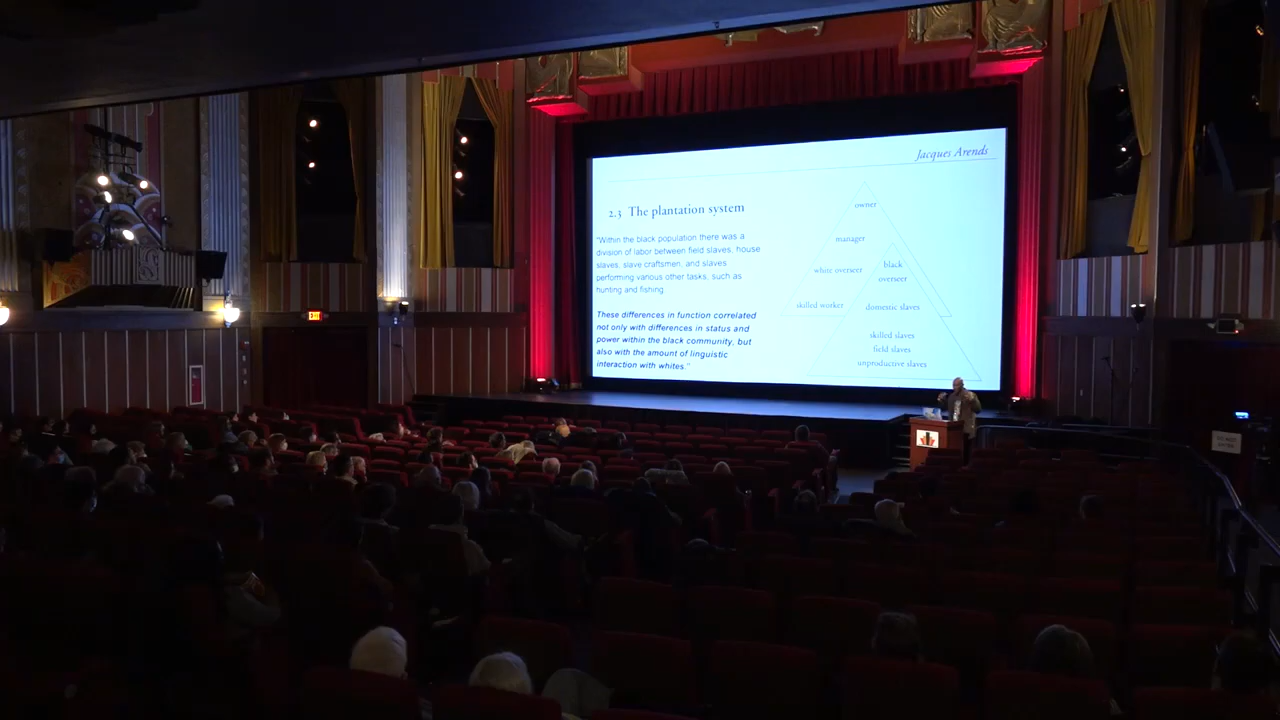 Jacques Arends
2.3 The plantation system
"Within the black population there was a
division of labor between field slaves, house
slaves, slave craftsmen, and slaves
performing various other tasks, such as
hunting and fishing.
These differences in function correlated
not only with differences in status and
power within the black community, but
also with the amount of linguistic
interaction with whites."
owner
manager
white overseer
skilled worker
black
overseer
domestic slaves
skilled slaves
field slaves
unproductive slaves